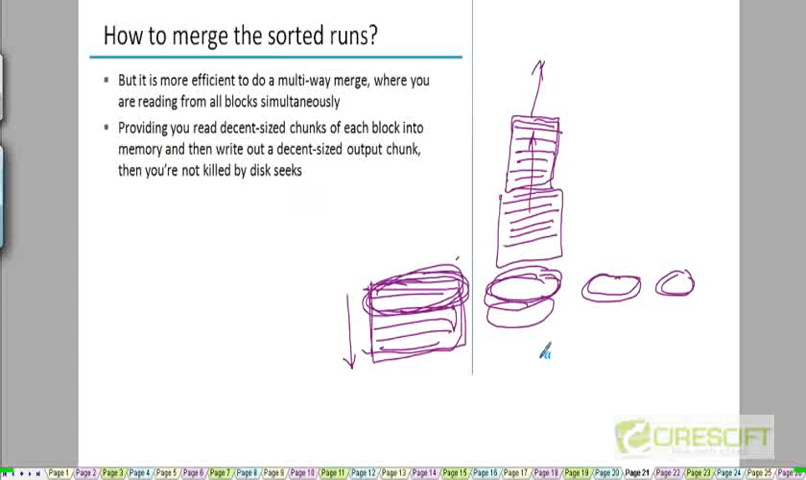 How to merge the sorted runs?
But it is more efficient to do a multi-way merge, where you
are reading from all blocks simultaneously
Providing you read decent-sized chunks of each block into
memory and then write out a decent-sized output chunk,
then you're not killed by disk seeks
Page 1 Page 2 Page 3 Page 4 Page 5 Page 6 Page 7 Page 8 Page 9 Page 10 Page 11 Page 12 Page 13 Page 14 Page 15 Page 16 Page 17 Page 18 Page 19 Page 20 Page 21 Page 22 Page 23 Page 24 Page 25